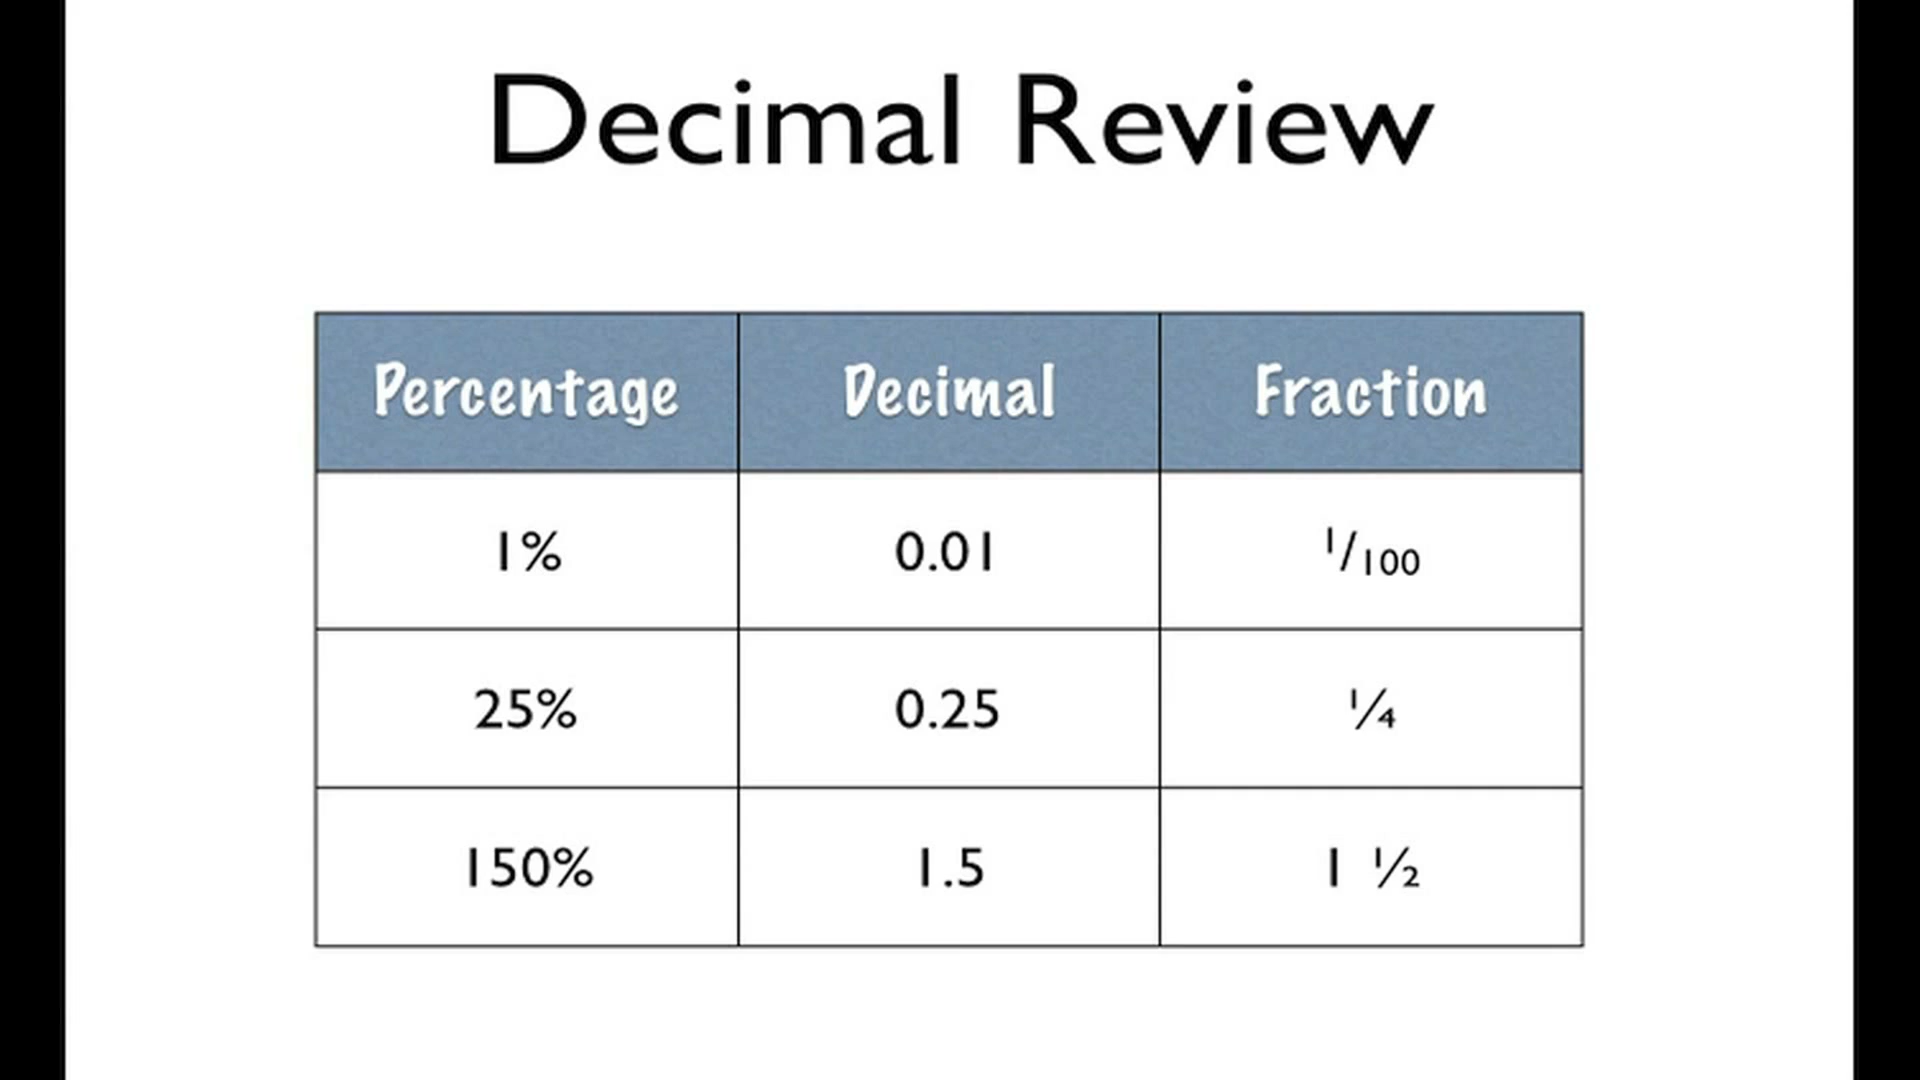 Decimal Review
Percentage Decimal Fraction
1% 0.01 1/100
25% 0.25 ¼
150% 1.5 1 ½